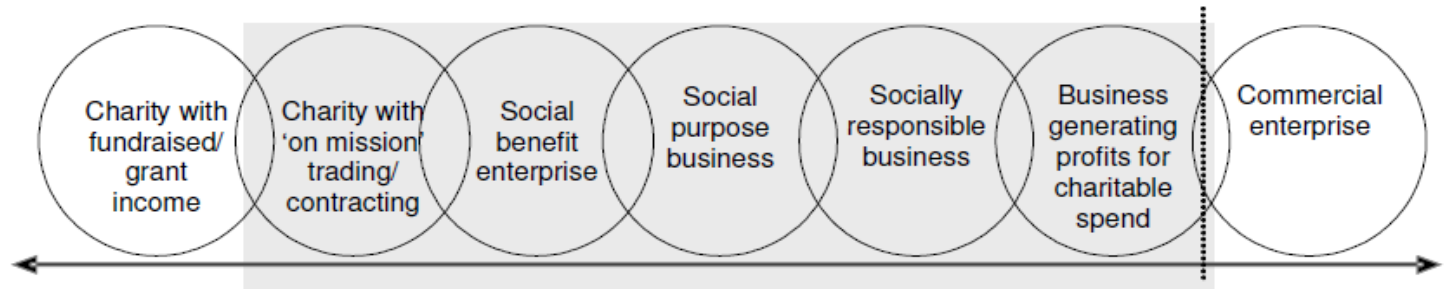 Charity with
fundraised/
grant
income
Charity with
‘on mission’
trading/
contracting
Social
benefit
enterprise
Social
purpose
business
Socially
responsible
business
Business
generating
profits for
charitable
spend
Commercial
enterprise